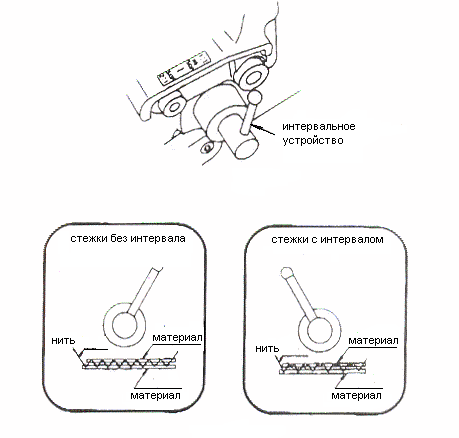 интервальное
устройство
стежки без интервала
стежки с интервалом
нить
материал
материал
нить
материал
материал